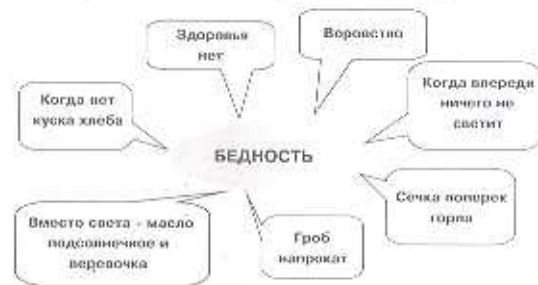 Здоровья
нет
Воровство
Когда нет
куска хлеба
Когда впереди
ничего не
светит
БЕДНОСТЬ
Сечка поперек
горла
Вместо света - масло
подсолнечное и
веревочка
Гроб
напрокат